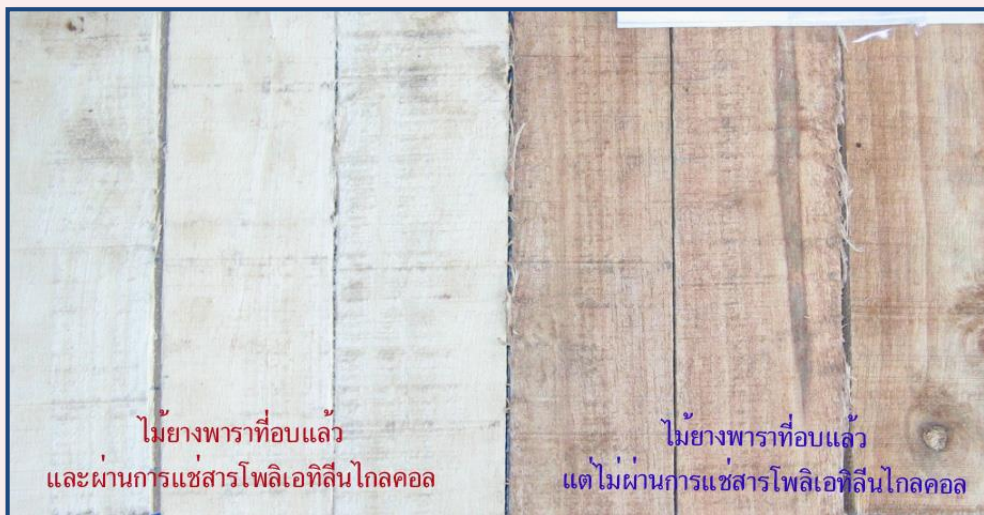 ไม้ยางพาราที่อบแล้ว
และผ่านการแช่สารโพลิเอทิลีนไกลคอล
ไม้ยางพาราที่อบแล้ว
แต่ไม่ผ่านการแช่สารโพลิเอทิลีนไกลคอล